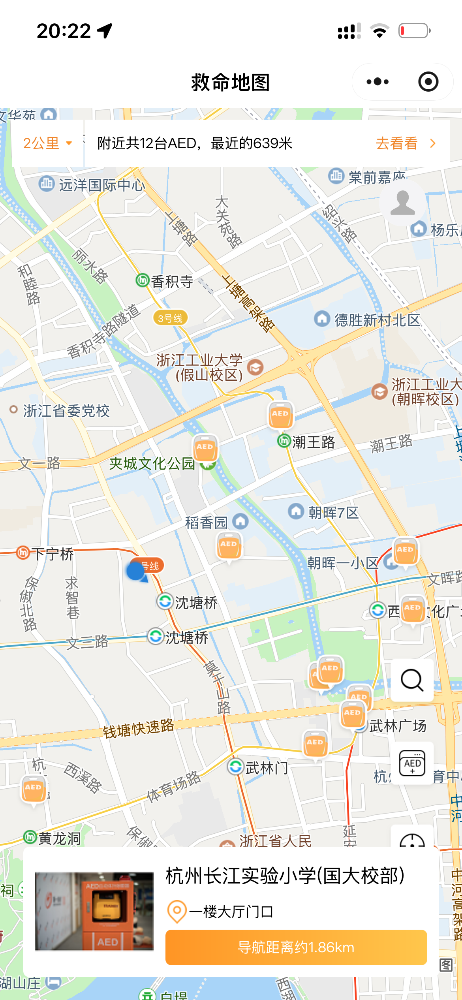 20:22
救命地图
文华苑
2公里
附近共12台AED，最近的639米
去看看
远洋国际中心
棠前嘉座
大关苑路
上塘路
绍兴路
杨乐
丽水路
和睦路
香积寺
上塘高架路
3号线
德胜新村北区
香积寺路隧道
浙江工业大学
(假山校区)
浙江工业大
(朝晖校区)
浙江省委党校
AED
潮王路
潮王路
AED
夹城文化公园
文一路
朝晖7区
稻香园
AED
AED
下宁桥
号线
朝晖一小区
文晖路
保俶北路
求智巷
沈塘桥
AED
西
文化广
沈塘桥
文三路
莫干山路
AED
AED
AED
钱塘快速路
武林广场
AED
AED
杭
西溪路
武林门
杭
育中
体育场路
AED
中河
黄龙洞
保俶
浙江省人民
延安
杭州长江实验小学(国大校部)
AED
一楼大厅门口
导航距离约1.86km
中河高架路
祠
图
湖山庄
白堤
西湖